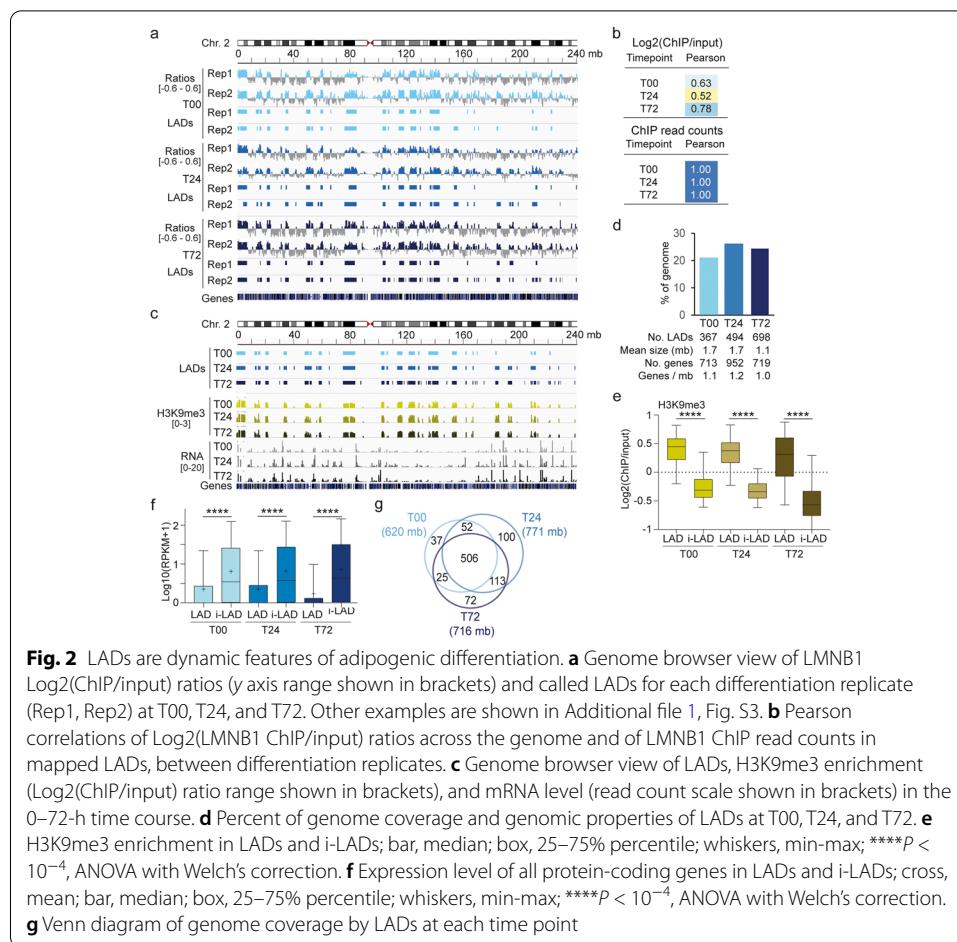 a
Chr. 2
0 40 80 120 160 200 240 mb
Ratios
[-0.6 - 0.6]
T00
LADs
Rep1
Rep2
Rep1
Rep2
Ratios
[-0.6 - 0.6]
T24
LADs
Rep1
Rep2
Rep1
Rep2
Ratios
[-0.6 - 0.6]
T72
LADs
Rep1
Rep2
Rep1
Rep2
Genes
b
Log2(ChIP/input)
Timepoint Pearson
T00 0.63
T24 0.52
T72 0.78
ChIP read counts
Timepoint Pearson
T00 1.00
T24 1.00
T72 1.00
c
Chr. 2
0 40 80 120 160 200 240 mb
LADs
T00
T24
T72
H3K9me3
[0-3]
T00
T24
T72
RNA
[0-20]
T00
T24
T72
Genes
d
% of genome
20
10
0
T00 T24 T72
No. LADs 367 494 698
Mean size (mb) 1.7 1.7 1.1
No. genes 713 952 719
Genes / mb 1.1 1.2 1.0
e
H3K9me3
**** **** ****
Log2(ChIP/input)
1
0.5
0
-0.5
-1
LAD i-LAD LAD i-LAD LAD i-LAD
T00 T24 T72
f
**** **** ****
Log10(RPKM+1)
2
1
0
LAD i-LAD LAD i-LAD LAD i-LAD
T00 T24 T72
g
T00
(620 mb)
T24
(771 mb)
52
37
100
506
25
113
72
T72
(716 mb)
Fig. 2 LADs are dynamic features of adipogenic differentiation. a Genome browser view of LMNB1
Log2(ChIP/input) ratios (y axis range shown in brackets) and called LADs for each differentiation replicate
(Rep1, Rep2) at T00, T24, and T72. Other examples are shown in Additional file 1, Fig. S3. b Pearson
correlations of Log2(LMNB1 ChIP/input) ratios across the genome and of LMNB1 ChIP read counts in
mapped LADs, between differentiation replicates. c Genome browser view of LADs, H3K9me3 enrichment
(Log2(ChIP/input) ratio range shown in brackets), and mRNA level (read count scale shown in brackets) in the
0–72-h time course. d Percent of genome coverage and genomic properties of LADs at T00, T24, and T72. e
H3K9me3 enrichment in LADs and i-LADs; bar, median; box, 25–75% percentile; whiskers, min-max; ****P <
10−4, ANOVA with Welch's correction. f Expression level of all protein-coding genes in LADs and i-LADs; cross,
mean; bar, median; box, 25–75% percentile; whiskers, min-max; ****P < 10−4, ANOVA with Welch's correction.
g Venn diagram of genome coverage by LADs at each time point